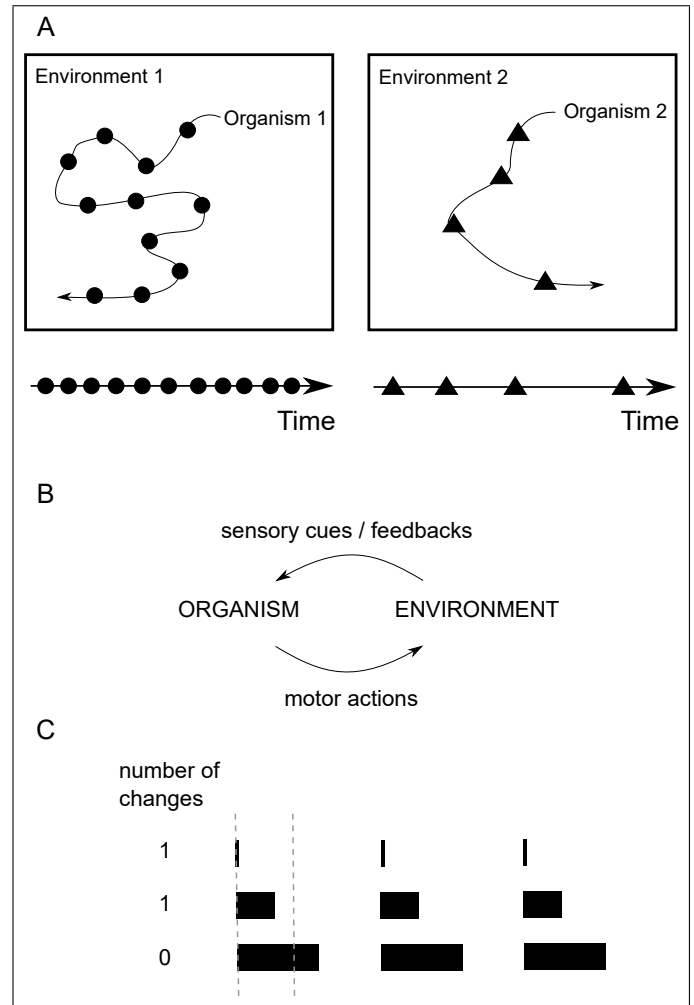 A
Environment 1
Organism 1
Environment 2
Organism 2
Time
Time
B
sensory cues / feedbacks
ORGANISM
ENVIRONMENT
motor actions
C
number of
changes
1
1
0